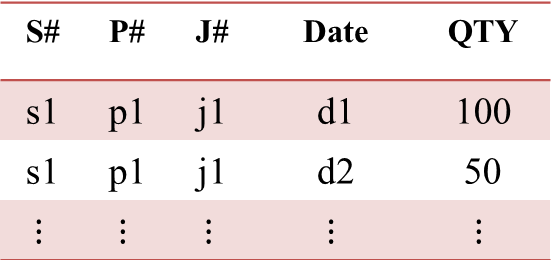 S# P# J# Date QTY
s1 p1 j1 d1 100
s1 p1 j1 d2 50
⋮ ⋮ ⋮ ⋮ ⋮